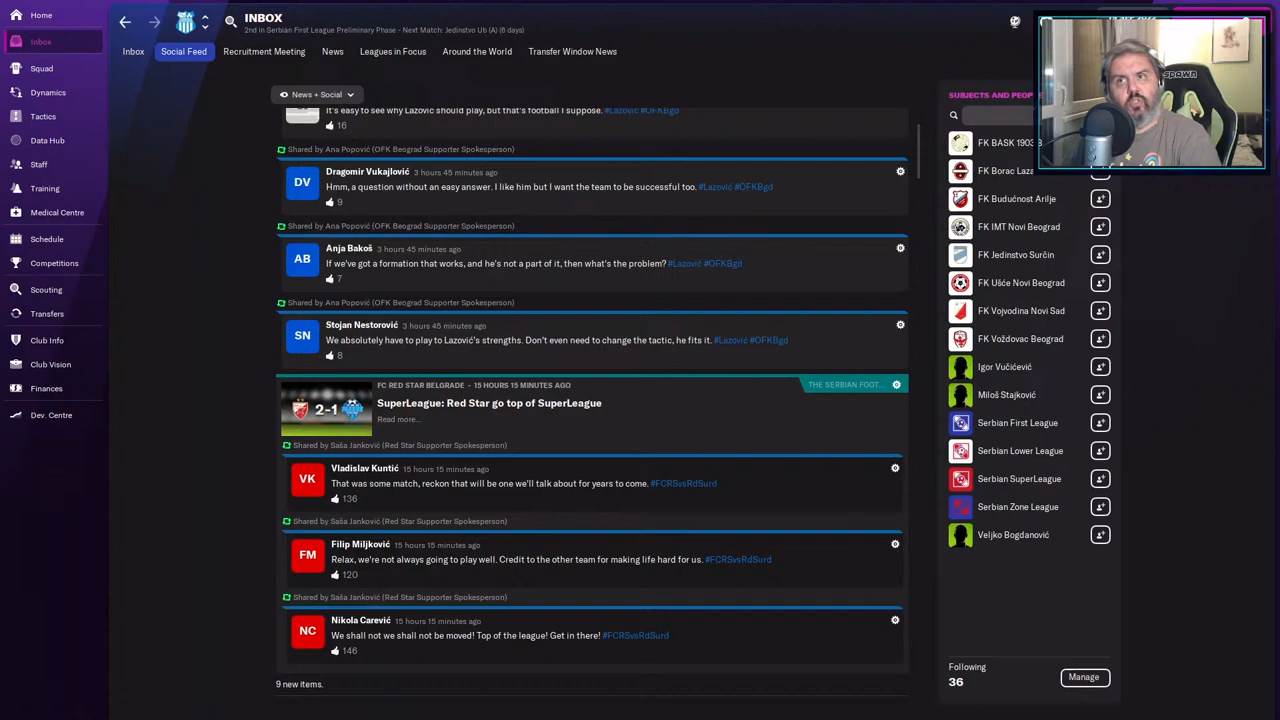 Home
Inbox
Squad
Dynamics
Tactics
Data Hub
Staff
Training
Medical Centre
Schedule
Competitions
Scouting
Transfers
Club Info
Club Vision
Finances
Dev. Centre
INBOX
2nd in Serbian First League Preliminary Phase - Next Match: Jedinstvo Ub (A) (6 days)
Inbox
Social Feed
Recruitment Meeting
News
Leagues in Focus
Around the World
Transfer Window News
News + Social
It's easy to see why Lazović should play, but that's football I suppose. #Lazović #OFKBgd
16
Shared by Ana Popović (OFK Beograd Supporter Spokesperson)
DV
Dragomir Vukajlović 3 hours 45 minutes ago
Hmm, a question without an easy answer. I like him but I want the team to be successful too. #Lazović #OFKBgd
9
Shared by Ana Popović (OFK Beograd Supporter Spokesperson)
AB
Anja Bakoš 3 hours 45 minutes ago
If we've got a formation that works, and he's not a part of it, then what's the problem? #Lazović #OFKBgd
7
Shared by Ana Popović (OFK Beograd Supporter Spokesperson)
SN
Stojan Nestorović 3 hours 45 minutes ago
We absolutely have to play to Lazović's strengths. Don't even need to change the tactic, he fits it. #Lazović #OFKBgd
8
2-1
FC RED STAR BELGRADE - 15 HOURS 15 MINUTES AGO
THE SERBIAN FOOT...
SuperLeague: Red Star go top of SuperLeague
Read more...
Shared by Saša Janković (Red Star Supporter Spokesperson)
VK
Vladislav Kuntić 15 hours 15 minutes ago
That was some match, reckon that will be one we'll talk about for years to come. #FCRSvsRdSurd
136
Shared by Saša Janković (Red Star Supporter Spokesperson)
FM
Filip Miljković 15 hours 15 minutes ago
Relax, we're not always going to play well. Credit to the other team for making life hard for us. #FCRSvsRdSurd
120
Shared by Saša Janković (Red Star Supporter Spokesperson)
NC
Nikola Carević 15 hours 15 minutes ago
We shall not we shall not be moved! Top of the league! Get in there! #FCRSvsRdSurd
146
9 new items.
spawn
SUBJECTS AND PEOPLE
FK BASK 1903 B
FK Borac Laza
FK Budućnost Arilje
FK IMT Novi Beograd
FK Jedinstvo Surčin
FK Ušće Novi Beograd
FK Vojvodina Novi Sad
FK Voždovac Beograd
Igor Vučićević
Miloš Stajković
Serbian First League
Serbian Lower League
Serbian SuperLeague
Serbian Zone League
Veljko Bogdanović
Following
36
Manage